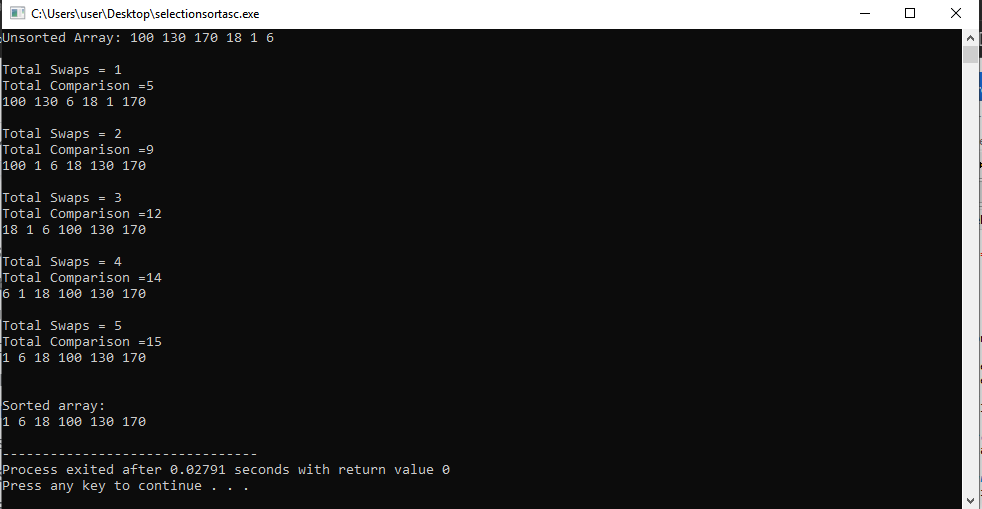 C:\Users\user\Desktop\selectionsortasc.exe
Unsorted Array: 100 130 170 18 1 6
Total Swaps = 1
Total Comparison =5
100 130 6 18 1 170
Total Swaps = 2
Total Comparison =9
100 1 6 18 130 170
Total Swaps = 3
Total Comparison =12
18 1 6 100 130 170
Total Swaps = 4
Total Comparison =14
6 1 18 100 130 170
Total Swaps = 5
Total Comparison =15
1 6 18 100 130 170
Sorted array:
1 6 18 100 130 170
--------------------------------
Process exited after 0.02791 seconds with return value 0
Press any key to continue . . .